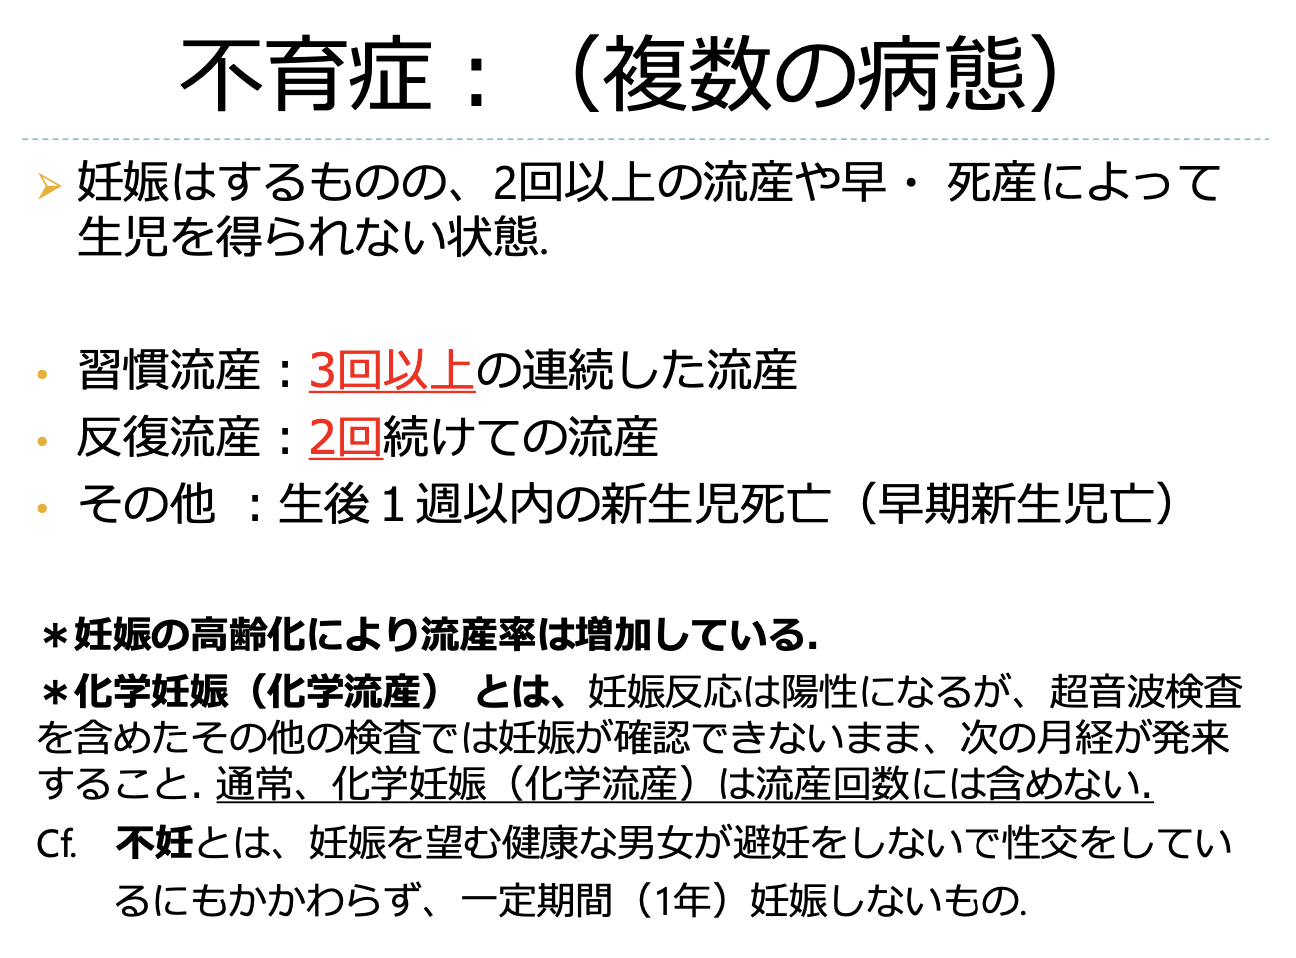 不育症：（複数の病態）
➢ 妊娠はするものの、2回以上の流産や早・ 死産によって
生児を得られない状態.
• 習慣流産：3回以上の連続した流産
• 反復流産：2回続けての流産
• その他 ：生後１週以内の新生児死亡（早期新生児亡）
＊妊娠の高齢化により流産率は増加している.
＊化学妊娠（化学流産） とは、妊娠反応は陽性になるが、超音波検査
を含めたその他の検査では妊娠が確認できないまま、次の月経が発来
すること. 通常、化学妊娠（化学流産）は流産回数には含めない.
Cf. 不妊とは、妊娠を望む健康な男女が避妊をしないで性交をしてい
るにもかかわらず、一定期間（1年）妊娠しないもの.